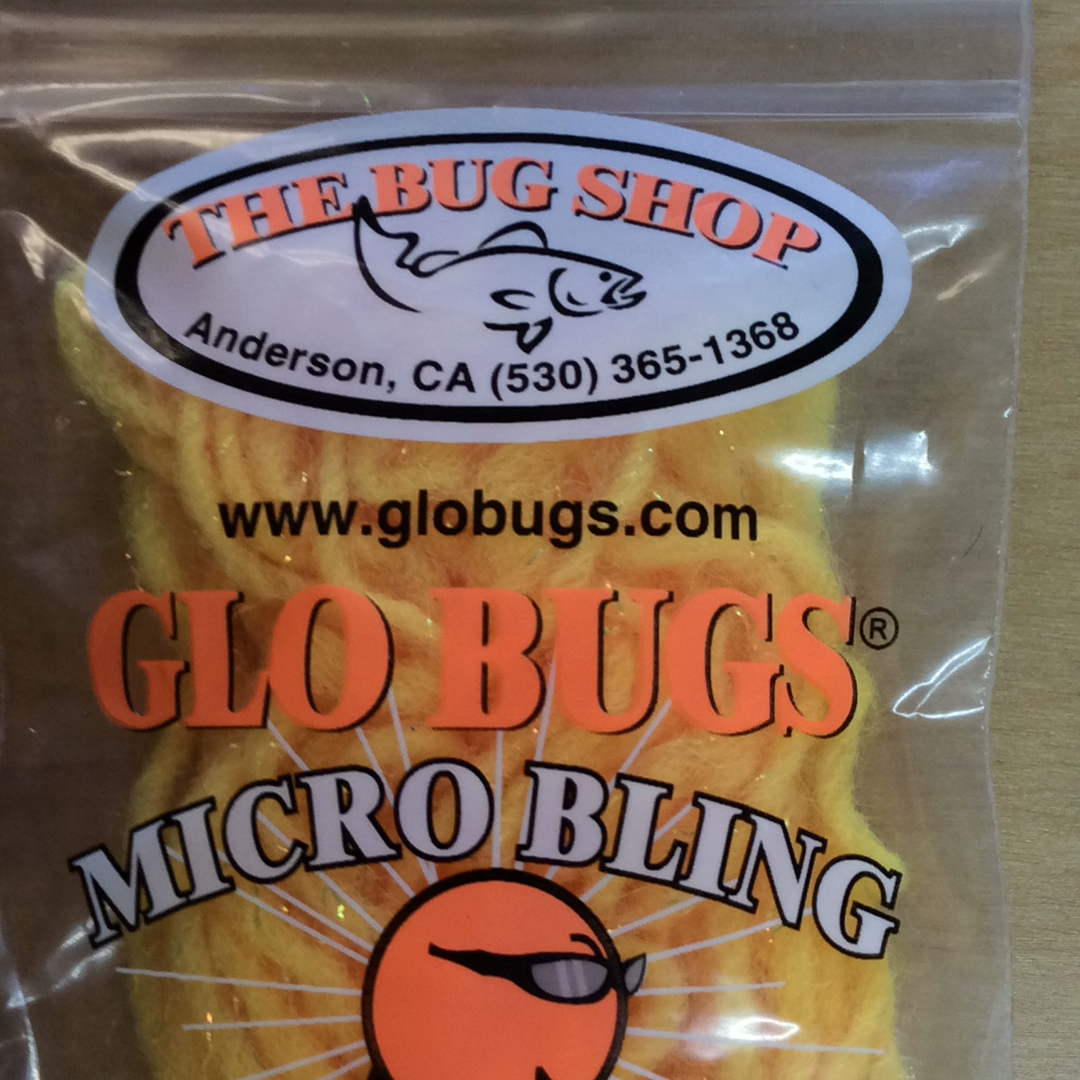 THE BUG SHOP
Anderson, CA (530) 365-1368
www.globugs.com
GLO BUGS®
MICRO BLING